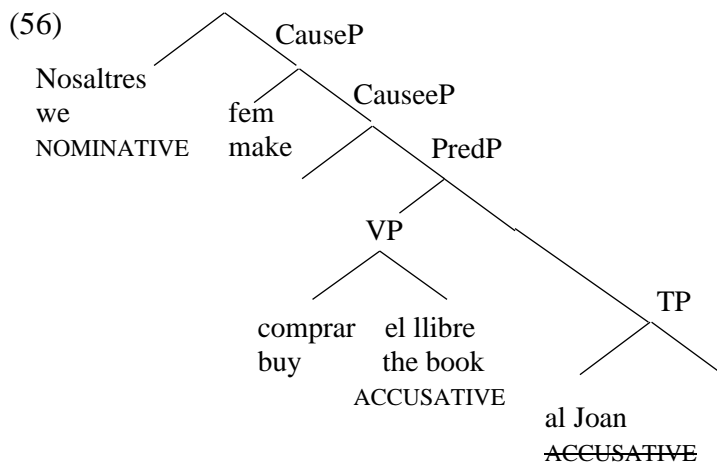 (56)
CauseP
Nosaltres
we
NOMINATIVE
fem
make
CauseeP
PredP
VP
comprar
buy
el llibre
the book
ACCUSATIVE
TP
al Joan
ACCUSATIVE